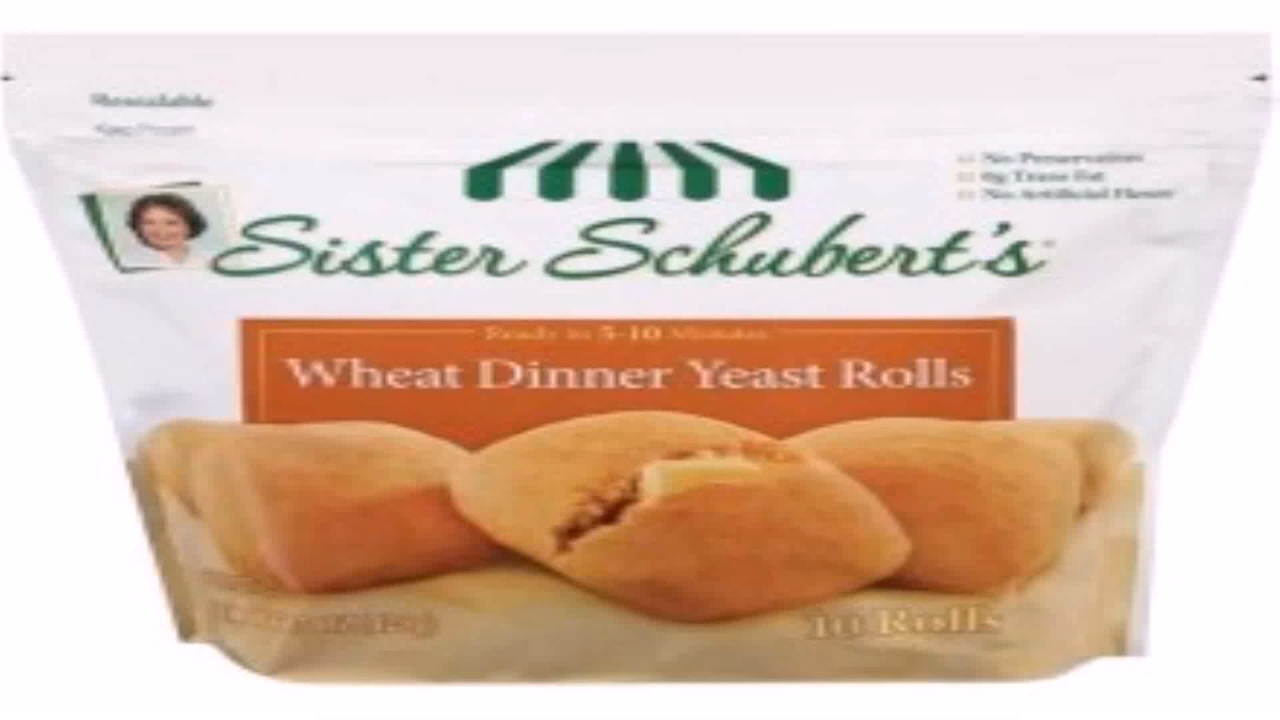 Resealable
No Preservatives
0g Trans Fat
No Artificial Flavor
Sister Schubert's
Ready in 5-10 Minutes
Wheat Dinner Yeast Rolls
10 Rolls